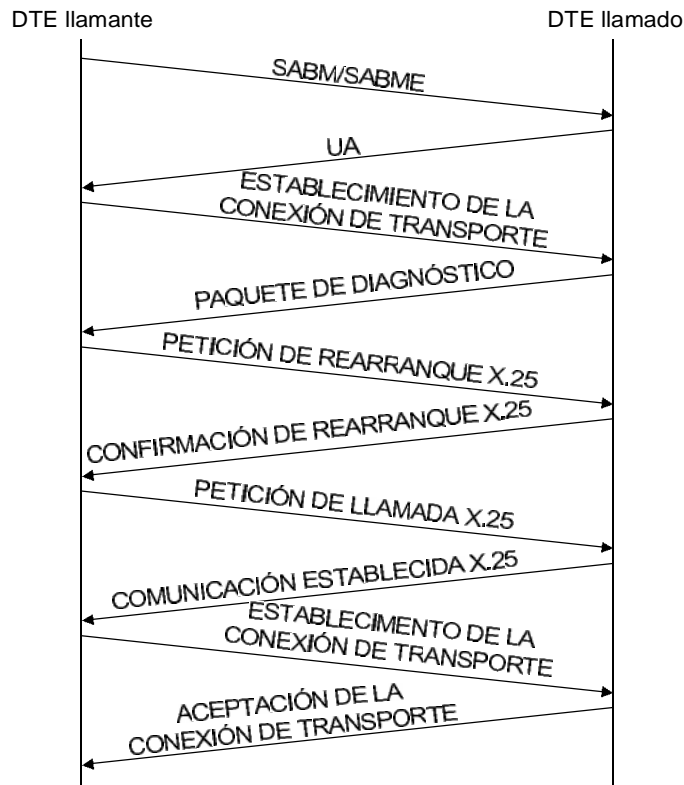 DTE llamante
DTE llamado
SABM/SABME
UA
ESTABLECIMIENTO DE LA
CONEXIÓN DE TRANSPORTE
PAQUETE DE DIAGNÓSTICO
PETICIÓN DE REARRANQUE X.25
CONFIRMACIÓN DE REARRANQUE X.25
PETICIÓN DE LLAMADA X.25
COMUNICACIÓN ESTABLECIDA X.25
ESTABLECIMENTO DE LA
CONEXIÓN DE TRANSPORTE
ACEPTACIÓN DE LA
CONEXIÓN DE TRANSPORTE